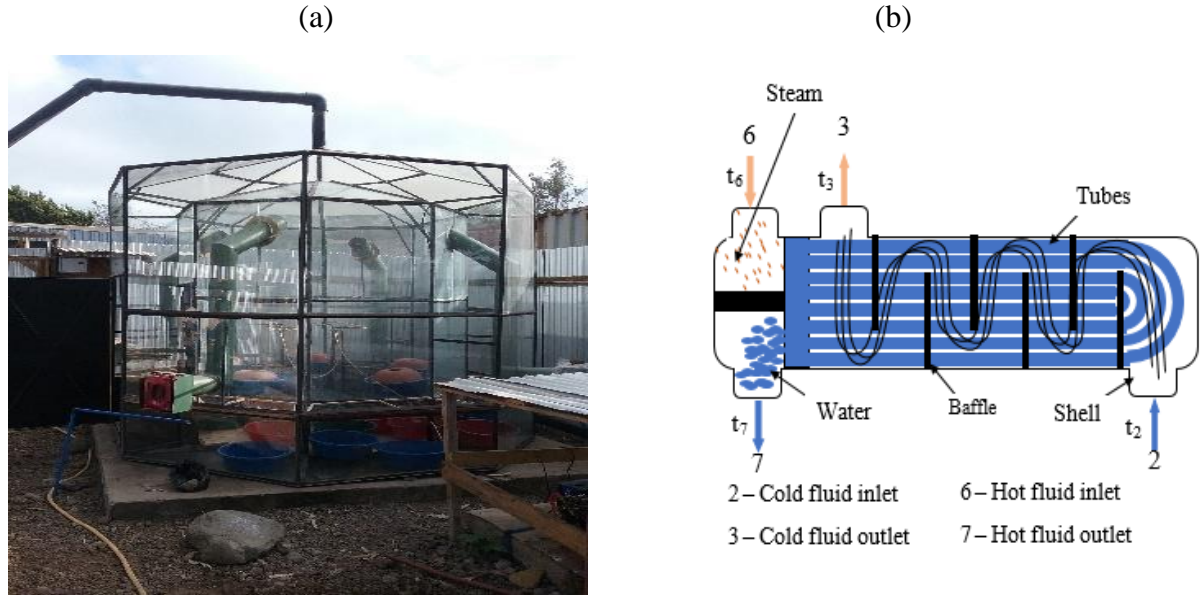 (a)
(b)
Steam
6
3
t6
t3
Tubes
Water
Baffle
Shell
t7
t2
7
2
2 – Cold fluid inlet
6 – Hot fluid inlet
3 – Cold fluid outlet
7 – Hot fluid outlet